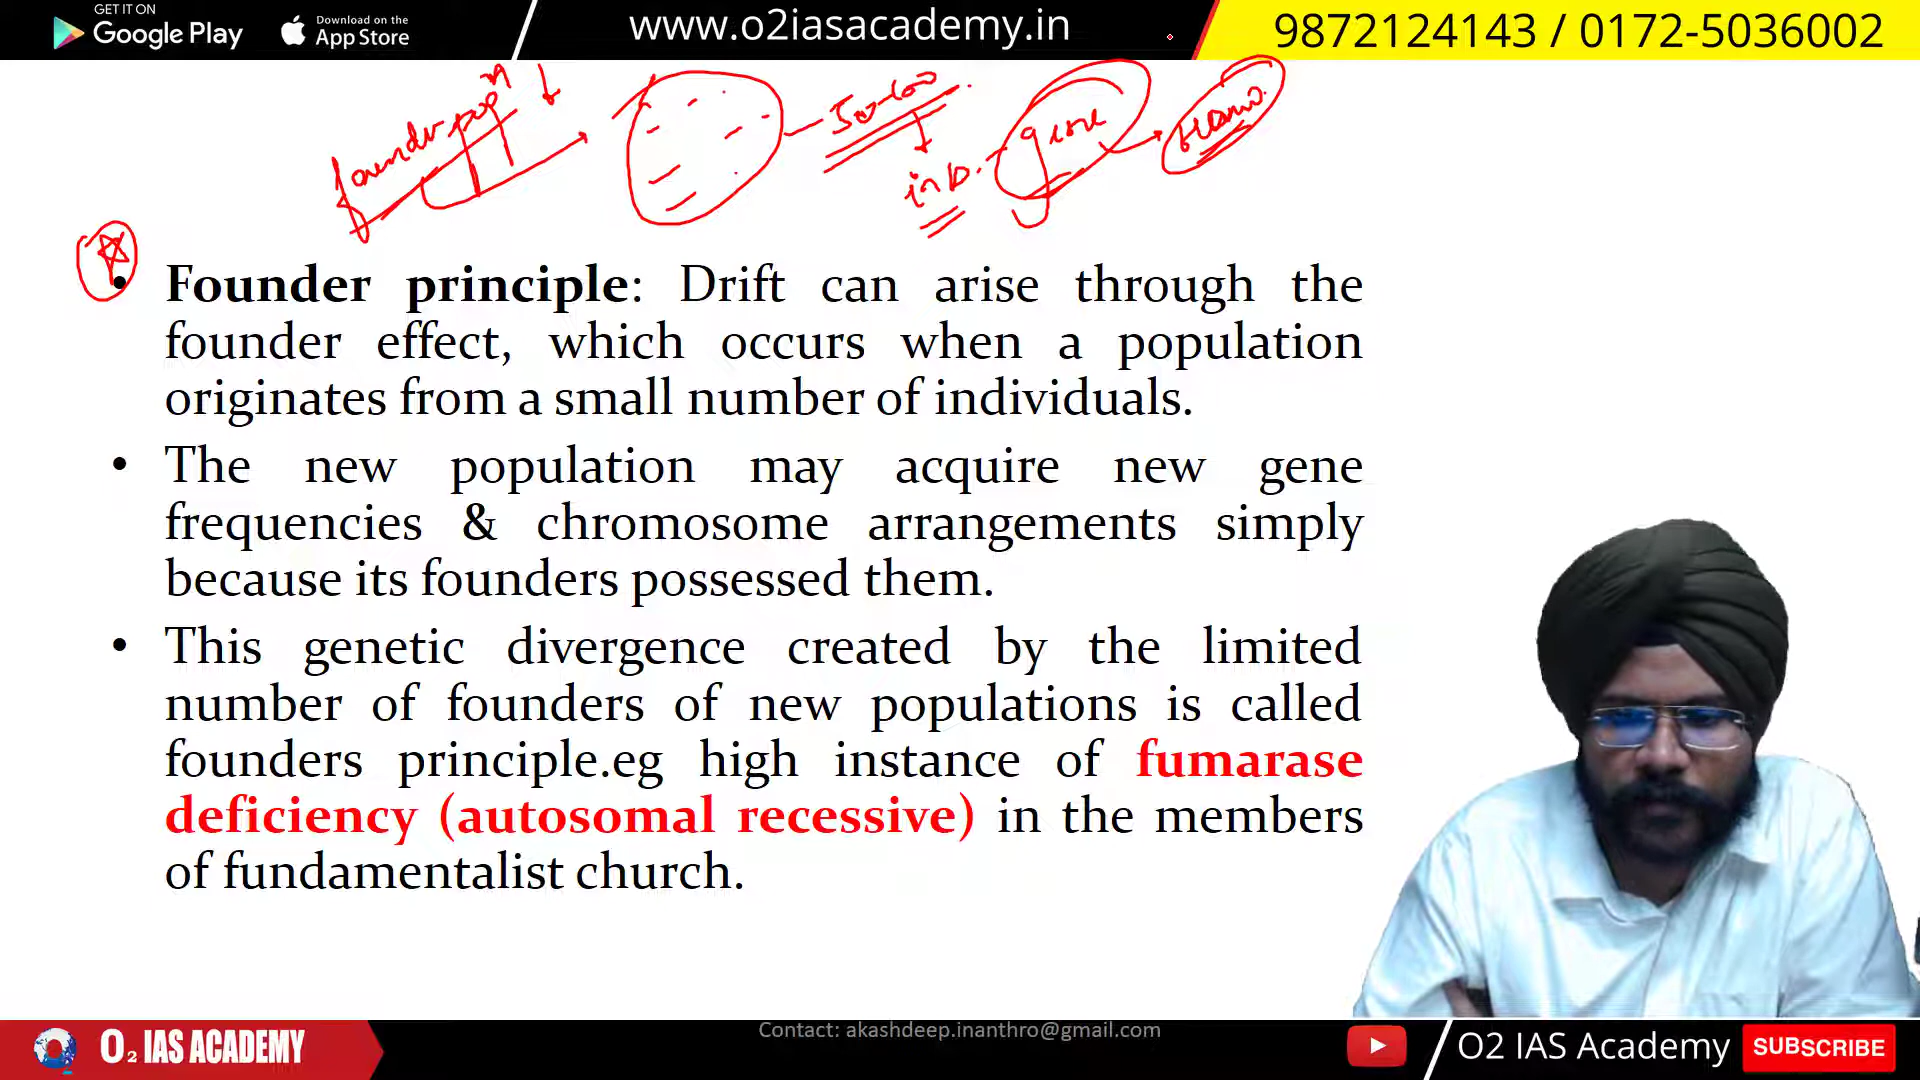 GET IT ON
Google Play
Download on the
App Store
www.o2iasacademy.in
9872124143 / 0172-5036002
founder popn ↓
50-100
in b.
gene
Homo.
• Founder principle: Drift can arise through the
founder effect, which occurs when a population
originates from a small number of individuals.
• The new population may acquire new gene
frequencies & chromosome arrangements simply
because its founders possessed them.
• This genetic divergence created by the limited
number of founders of new populations is called
founders principle.eg high instance of fumarase
deficiency (autosomal recessive) in the members
of fundamentalist church.
O2 IAS ACADEMY
Contact: akashdeep.inanthro@gmail.com
O2 IAS Academy
SUBSCRIBE